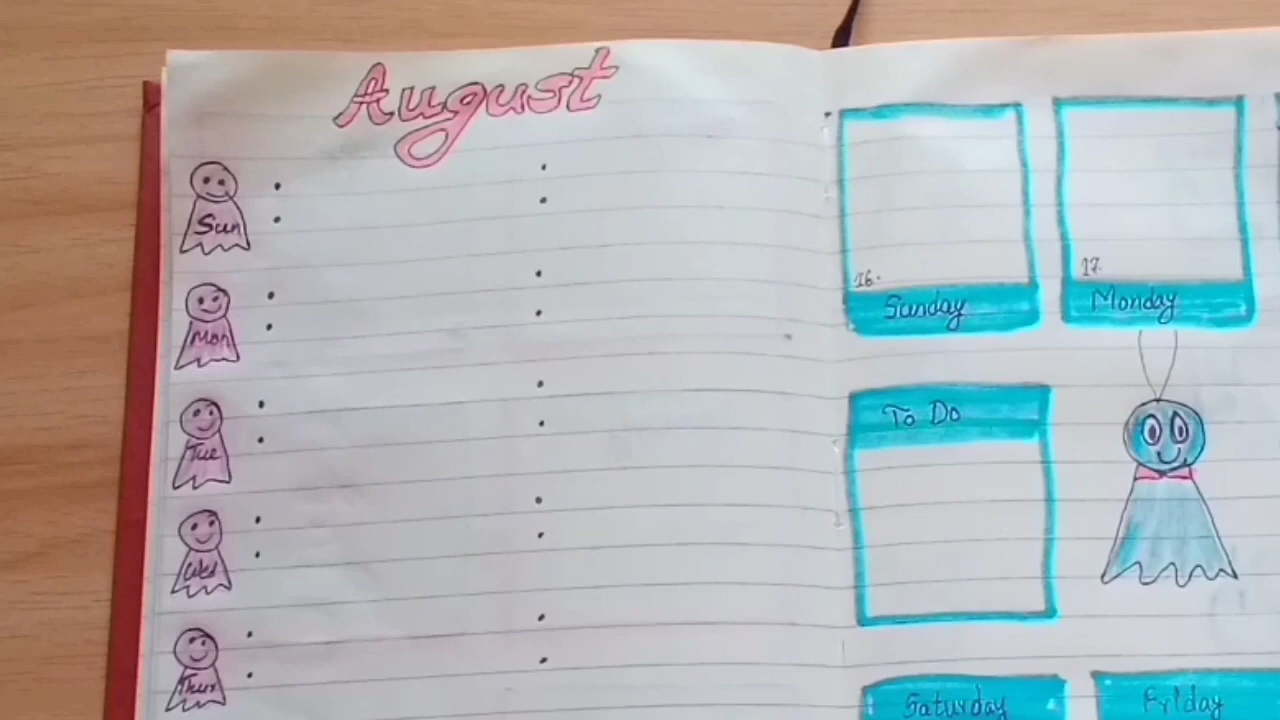 August
Sun
Mon
Tue
Wed
Thur
16.
17.
Sunday
Monday
To Do
Saturday
Friday